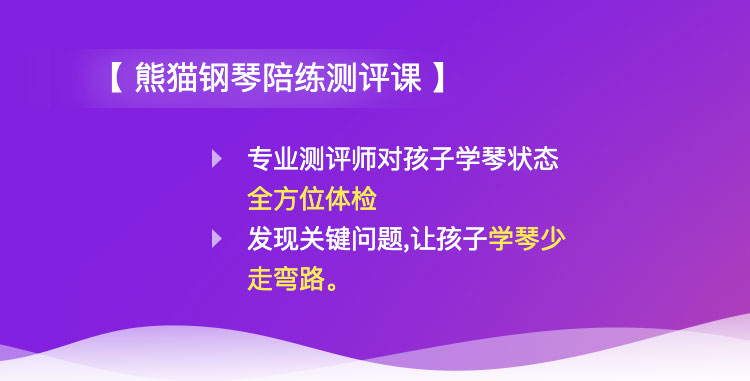 【 熊猫钢琴陪练测评课 】
专业测评师对孩子学琴状态
全方位体检
发现关键问题,让孩子学琴少
走弯路。